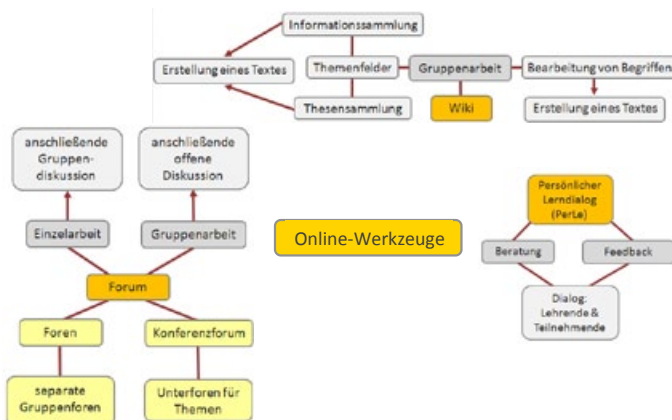 Informationssammlung
Erstellung eines Textes
Themenfelder
Gruppenarbeit
Bearbeitung von Begriffen
Thesensammlung
Wiki
Erstellung eines Textes
anschließende
Gruppen-
diskussion
anschließende
offene
Diskussion
Einzelarbeit
Gruppenarbeit
Forum
Foren
Konferenzforum
separate
Gruppenforen
Unterforen für
Themen
Online-Werkzeuge
Persönlicher
Lerndialog
(PerLe)
Beratung
Feedback
Dialog:
Lehrende &
Teilnehmende